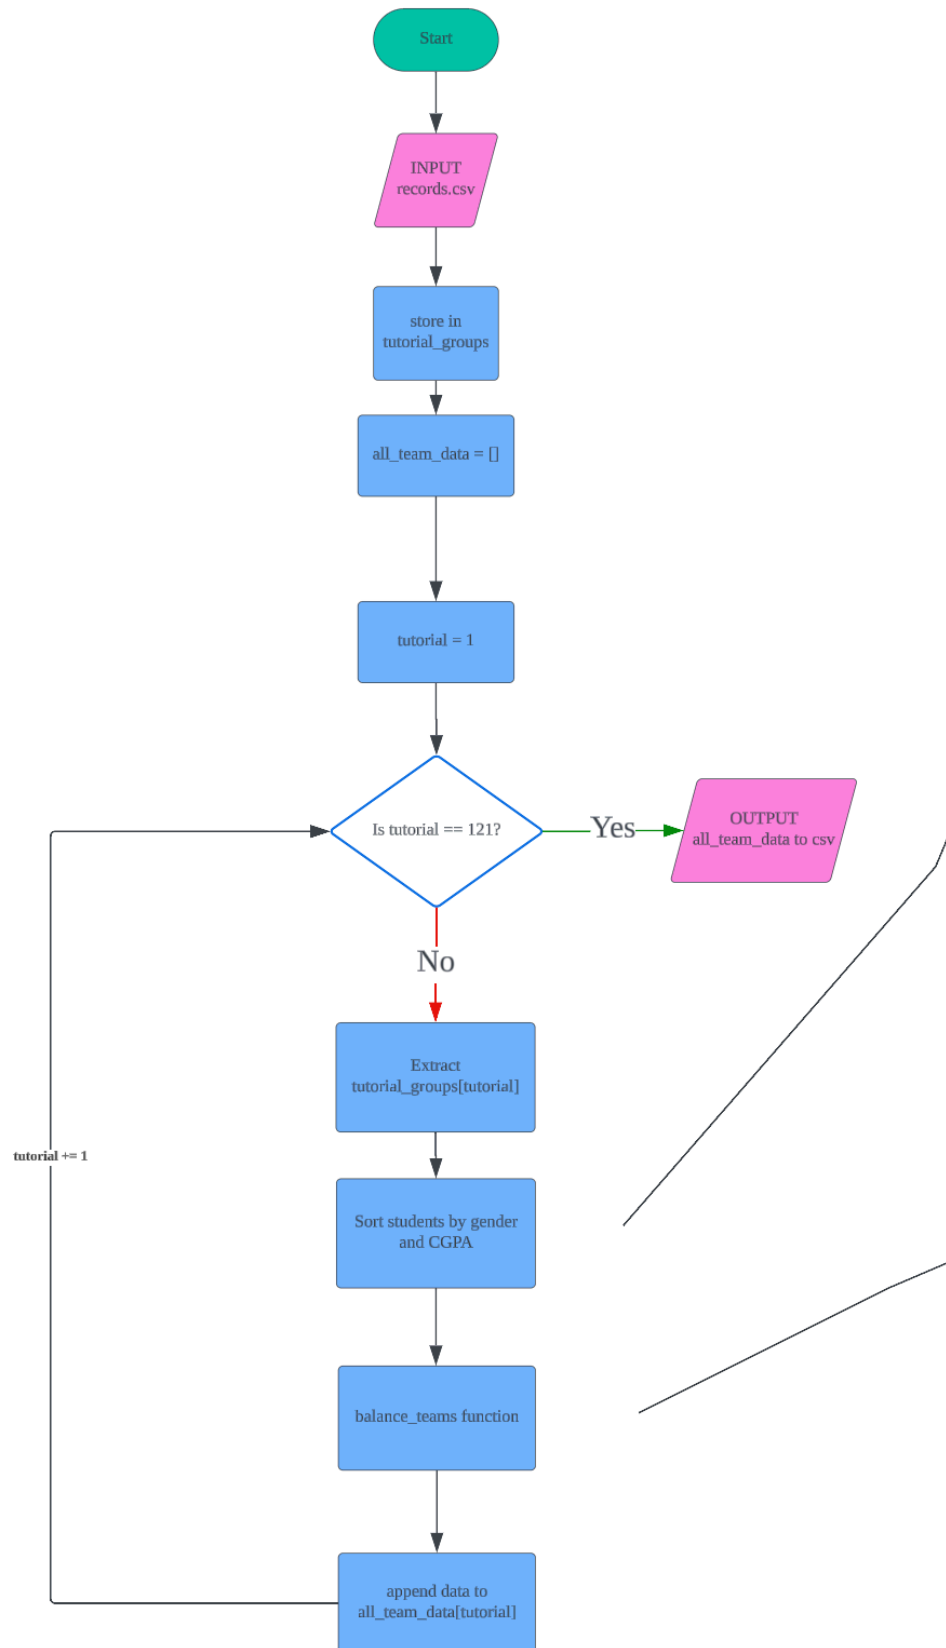 Start
INPUT
records.csv
store in
tutorial_groups
all_team_data = []
tutorial = 1
Is tutorial == 121?
Yes
OUTPUT
all_team_data to csv
No
Extract
tutorial_groups[tutorial]
tutorial += 1
Sort students by gender
and CGPA
balance_teams function
append data to
all_team_data[tutorial]